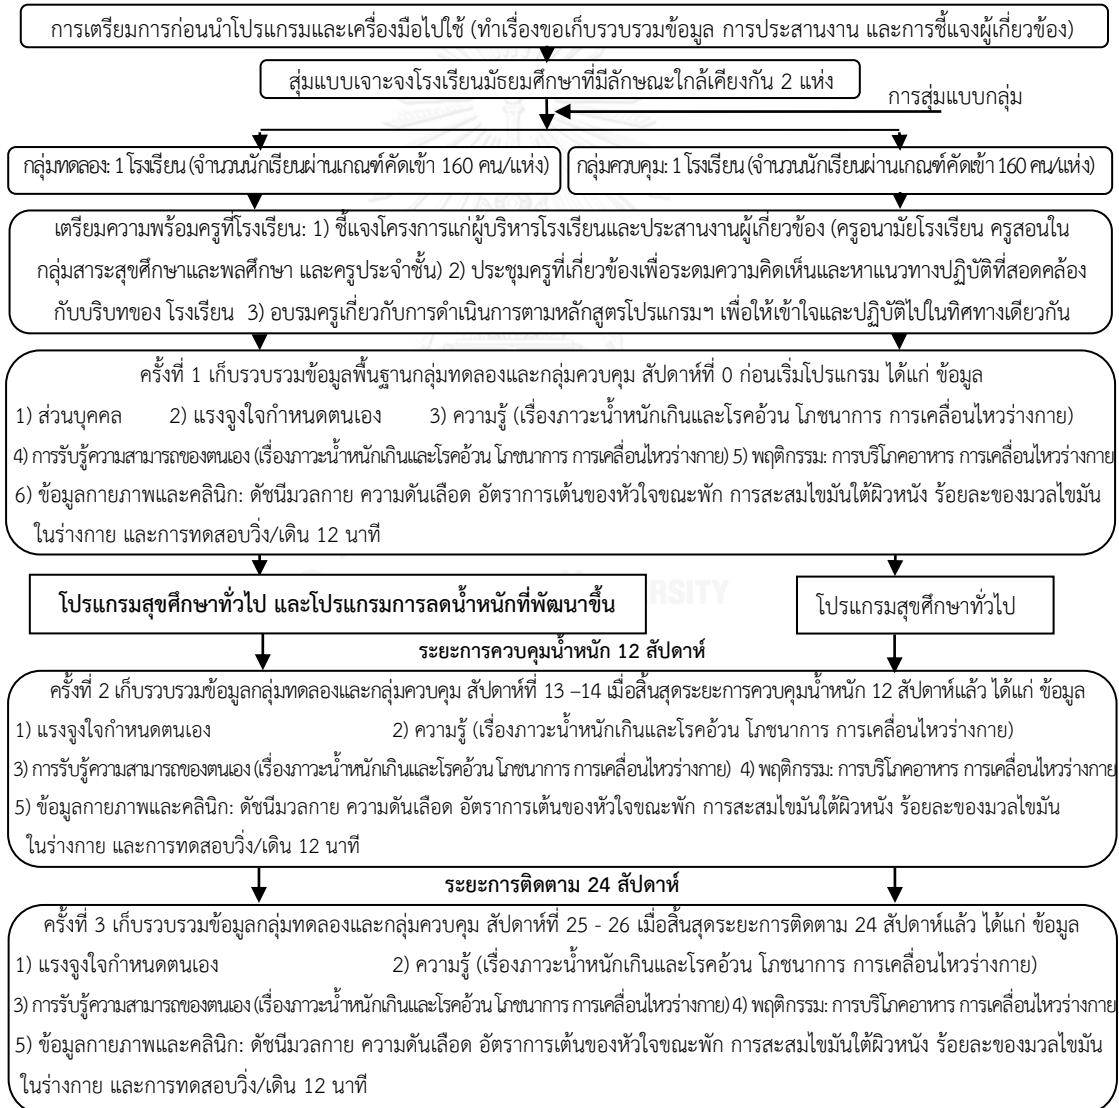 การเตรียมการก่อนนำโปรแกรมและเครื่องมือไปใช้ (ทำเรื่องขอเก็บรวบรวมข้อมูล การประสานงาน และการชี้แจงผู้เกี่ยวข้อง)
สุ่มแบบเจาะจงโรงเรียนมัธยมศึกษาที่มีลักษณะใกล้เคียงกัน 2 แห่ง
การสุ่มแบบกลุ่ม
กลุ่มทดลอง: 1 โรงเรียน (จำนวนนักเรียนผ่านเกณฑ์คัดเข้า 160 คน/แห่ง)
กลุ่มควบคุม: 1 โรงเรียน (จำนวนนักเรียนผ่านเกณฑ์คัดเข้า 160 คน/แห่ง)
เตรียมความพร้อมครูที่โรงเรียน: 1) ชี้แจงโครงการแก่ผู้บริหารโรงเรียนและประสานงานผู้เกี่ยวข้อง (ครูอนามัยโรงเรียน ครูสอนใน
กลุ่มสาระสุขศึกษาและพลศึกษา และครูประจำชั้น) 2) ประชุมครูที่เกี่ยวข้องเพื่อระดมความคิดเห็นและหาแนวทางปฏิบัติที่สอดคล้อง
กับบริบทของ โรงเรียน 3) อบรมครูเกี่ยวกับการดำเนินการตามหลักสูตรโปรแกรมฯ เพื่อให้เข้าใจและปฏิบัติไปในทิศทางเดียวกัน
ครั้งที่ 1 เก็บรวบรวมข้อมูลพื้นฐานกลุ่มทดลองและกลุ่มควบคุม สัปดาห์ที่ 0 ก่อนเริ่มโปรแกรม ได้แก่ ข้อมูล
1) ส่วนบุคคล 2) แรงจูงใจกำหนดตนเอง 3) ความรู้ (เรื่องภาวะน้ำหนักเกินและโรคอ้วน โภชนาการ การเคลื่อนไหวร่างกาย)
4) การรับรู้ความสามารถของตนเอง (เรื่องภาวะน้ำหนักเกินและโรคอ้วน โภชนาการ การเคลื่อนไหวร่างกาย) 5) พฤติกรรม: การบริโภคอาหาร การเคลื่อนไหวร่างกาย
6) ข้อมูลกายภาพและคลินิก: ดัชนีมวลกาย ความดันเลือด อัตราการเต้นของหัวใจขณะพัก การสะสมไขมันใต้ผิวหนัง ร้อยละของมวลไขมัน
ในร่างกาย และการทดสอบวิ่ง/เดิน 12 นาที
โปรแกรมสุขศึกษาทั่วไป และโปรแกรมการลดน้ำหนักที่พัฒนาขึ้น
RSITY
โปรแกรมสุขศึกษาทั่วไป
ระยะการควบคุมน้ำหนัก 12 สัปดาห์
ครั้งที่ 2 เก็บรวบรวมข้อมูลกลุ่มทดลองและกลุ่มควบคุม สัปดาห์ที่ 13 –14 เมื่อสิ้นสุดระยะการควบคุมน้ำหนัก 12 สัปดาห์แล้ว ได้แก่ ข้อมูล
1) แรงจูงใจกำหนดตนเอง 2) ความรู้ (เรื่องภาวะน้ำหนักเกินและโรคอ้วน โภชนาการ การเคลื่อนไหวร่างกาย)
3) การรับรู้ความสามารถของตนเอง (เรื่องภาวะน้ำหนักเกินและโรคอ้วน โภชนาการ การเคลื่อนไหวร่างกาย) 4) พฤติกรรม: การบริโภคอาหาร การเคลื่อนไหวร่างกาย
5) ข้อมูลกายภาพและคลินิก: ดัชนีมวลกาย ความดันเลือด อัตราการเต้นของหัวใจขณะพัก การสะสมไขมันใต้ผิวหนัง ร้อยละของมวลไขมัน
ในร่างกาย และการทดสอบวิ่ง/เดิน 12 นาที
ระยะการติดตาม 24 สัปดาห์
ครั้งที่ 3 เก็บรวบรวมข้อมูลกลุ่มทดลองและกลุ่มควบคุม สัปดาห์ที่ 25 - 26 เมื่อสิ้นสุดระยะการติดตาม 24 สัปดาห์แล้ว ได้แก่ ข้อมูล
1) แรงจูงใจกำหนดตนเอง 2) ความรู้ (เรื่องภาวะน้ำหนักเกินและโรคอ้วน โภชนาการ การเคลื่อนไหวร่างกาย)
3) การรับรู้ความสามารถของตนเอง (เรื่องภาวะน้ำหนักเกินและโรคอ้วน โภชนาการ การเคลื่อนไหวร่างกาย) 4) พฤติกรรม: การบริโภคอาหาร การเคลื่อนไหวร่างกาย
5) ข้อมูลกายภาพและคลินิก: ดัชนีมวลกาย ความดันเลือด อัตราการเต้นของหัวใจขณะพัก การสะสมไขมันใต้ผิวหนัง ร้อยละของมวลไขมัน
ในร่างกาย และการทดสอบวิ่ง/เดิน 12 นาที